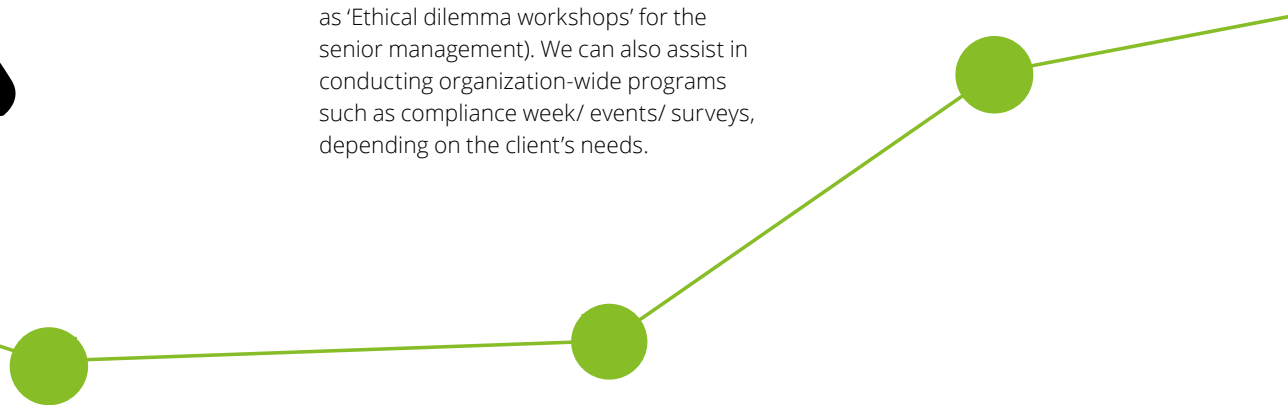 as ‘Ethical dilemma workshops’ for the
senior management). We can also assist in
conducting organization-wide programs
such as compliance week/ events/ surveys,
depending on the client’s needs.